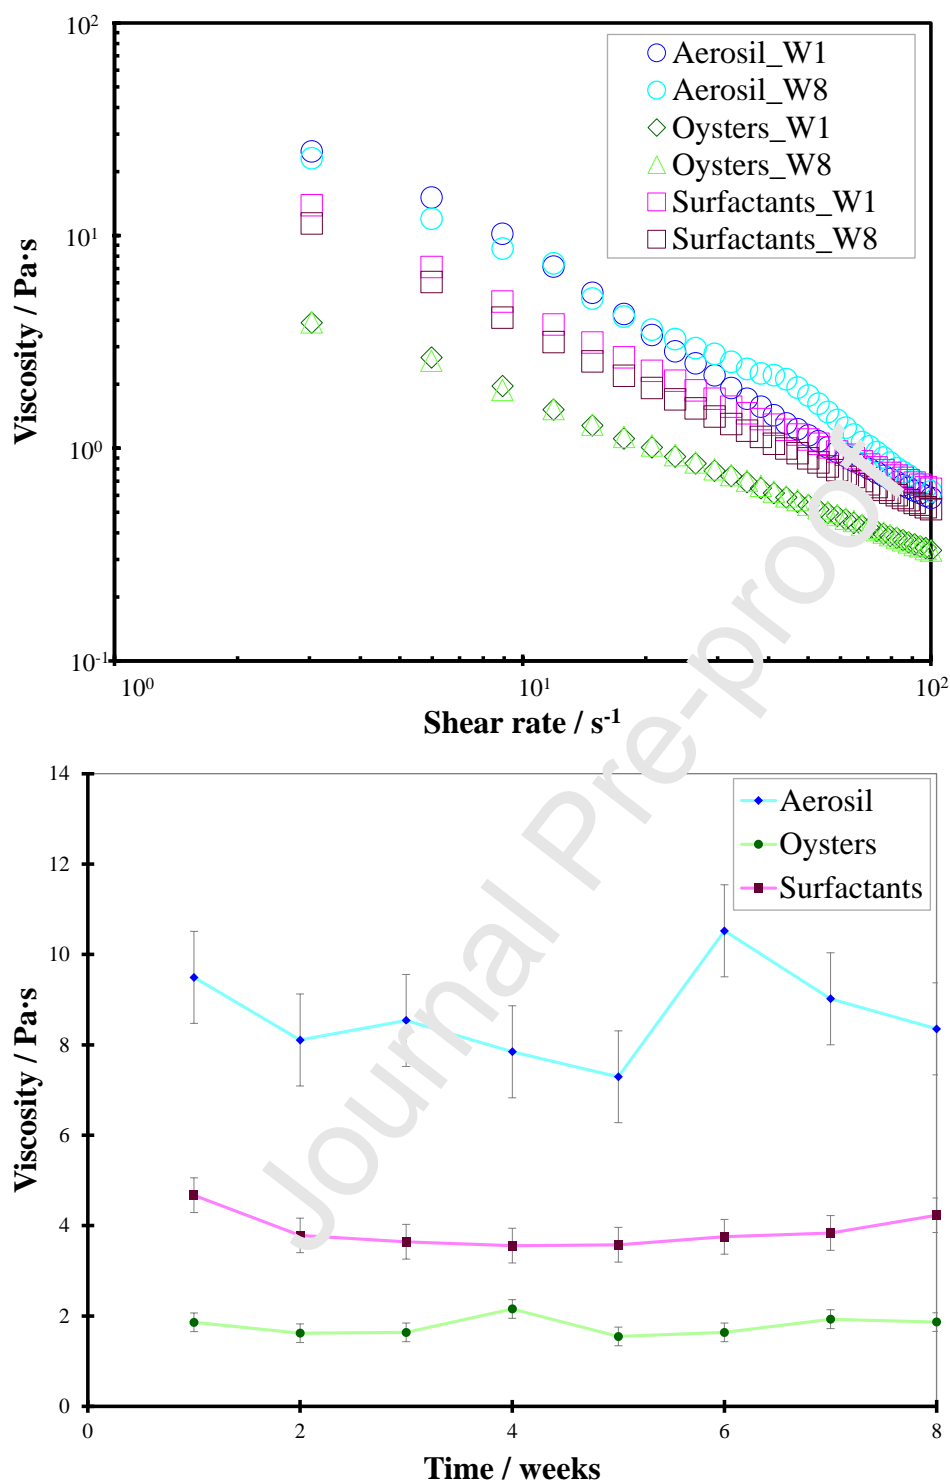 10²
Aerosil_W1
Aerosil_W8
Oysters_W1
Oysters_W8
Surfactants_W1
Surfactants_W8
10¹
10⁰
10⁻¹
Viscosity / Pa·s
10⁰ 10¹ 10²
Shear rate / s⁻¹
Journal Pre-proof
14
12
10
8
6
4
2
0
Aerosil
Oysters
Surfactants
Viscosity / Pa·s
0 2 4 6 8
Time / weeks